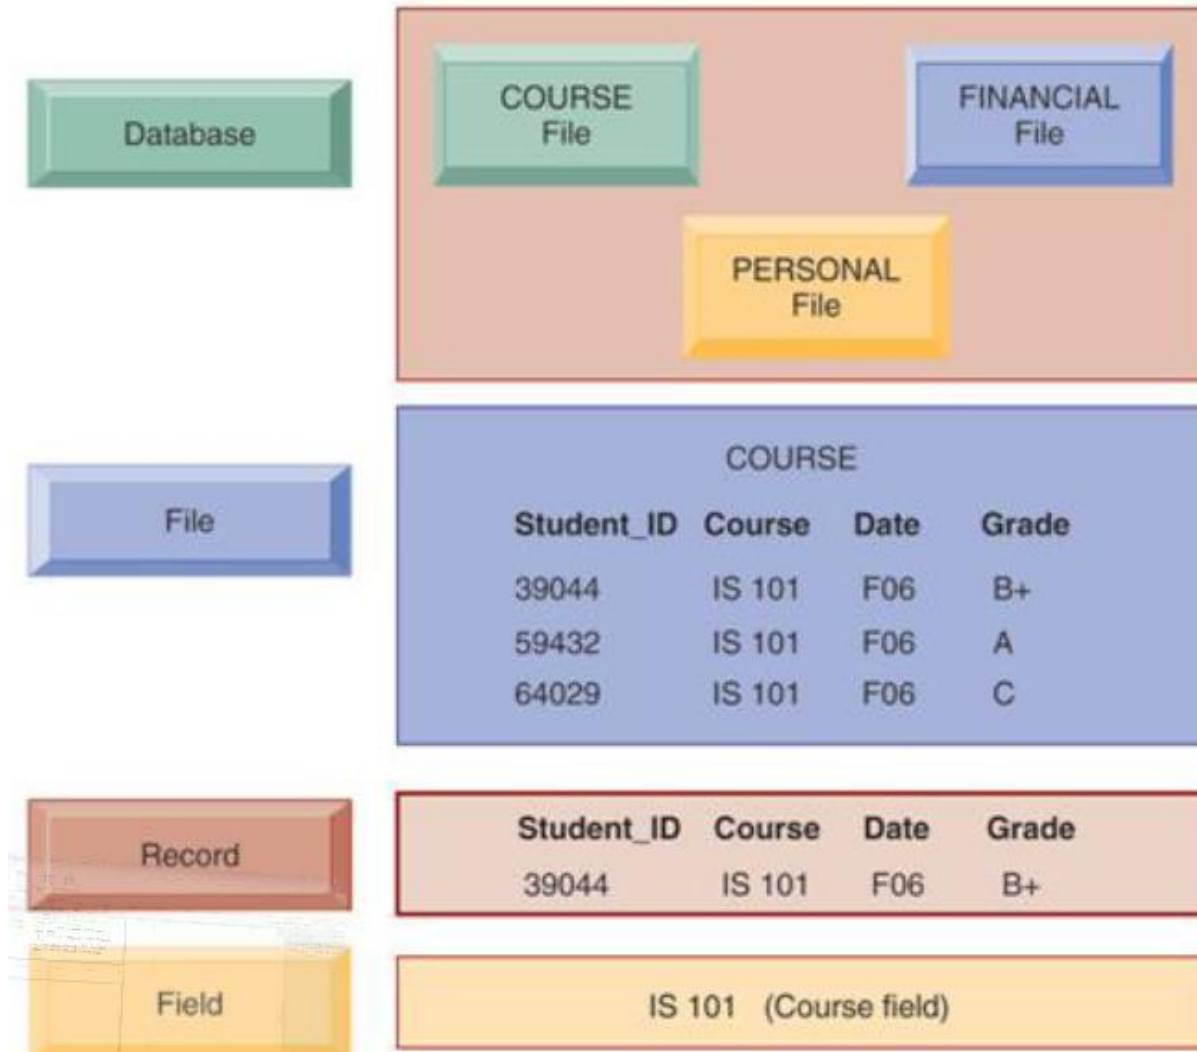 Database
COURSE
File
FINANCIAL
File
PERSONAL
File
File
COURSE
Student_ID Course Date Grade
39044 IS 101 F06 B+
59432 IS 101 F06 A
64029 IS 101 F06 C
Record
Student_ID Course Date Grade
39044 IS 101 F06 B+
Field
IS 101 (Course field)